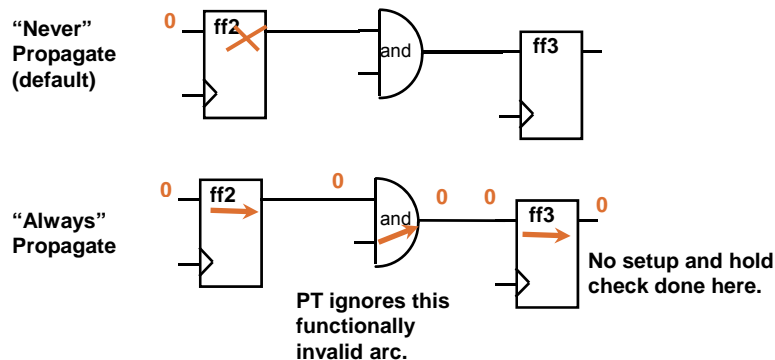 “Never”
Propagate
(default)
0
ff2
and
ff3
“Always”
Propagate
0
ff2
0
and
0
0
ff3
0
PT ignores this
functionally
invalid arc.
No setup and hold
check done here.